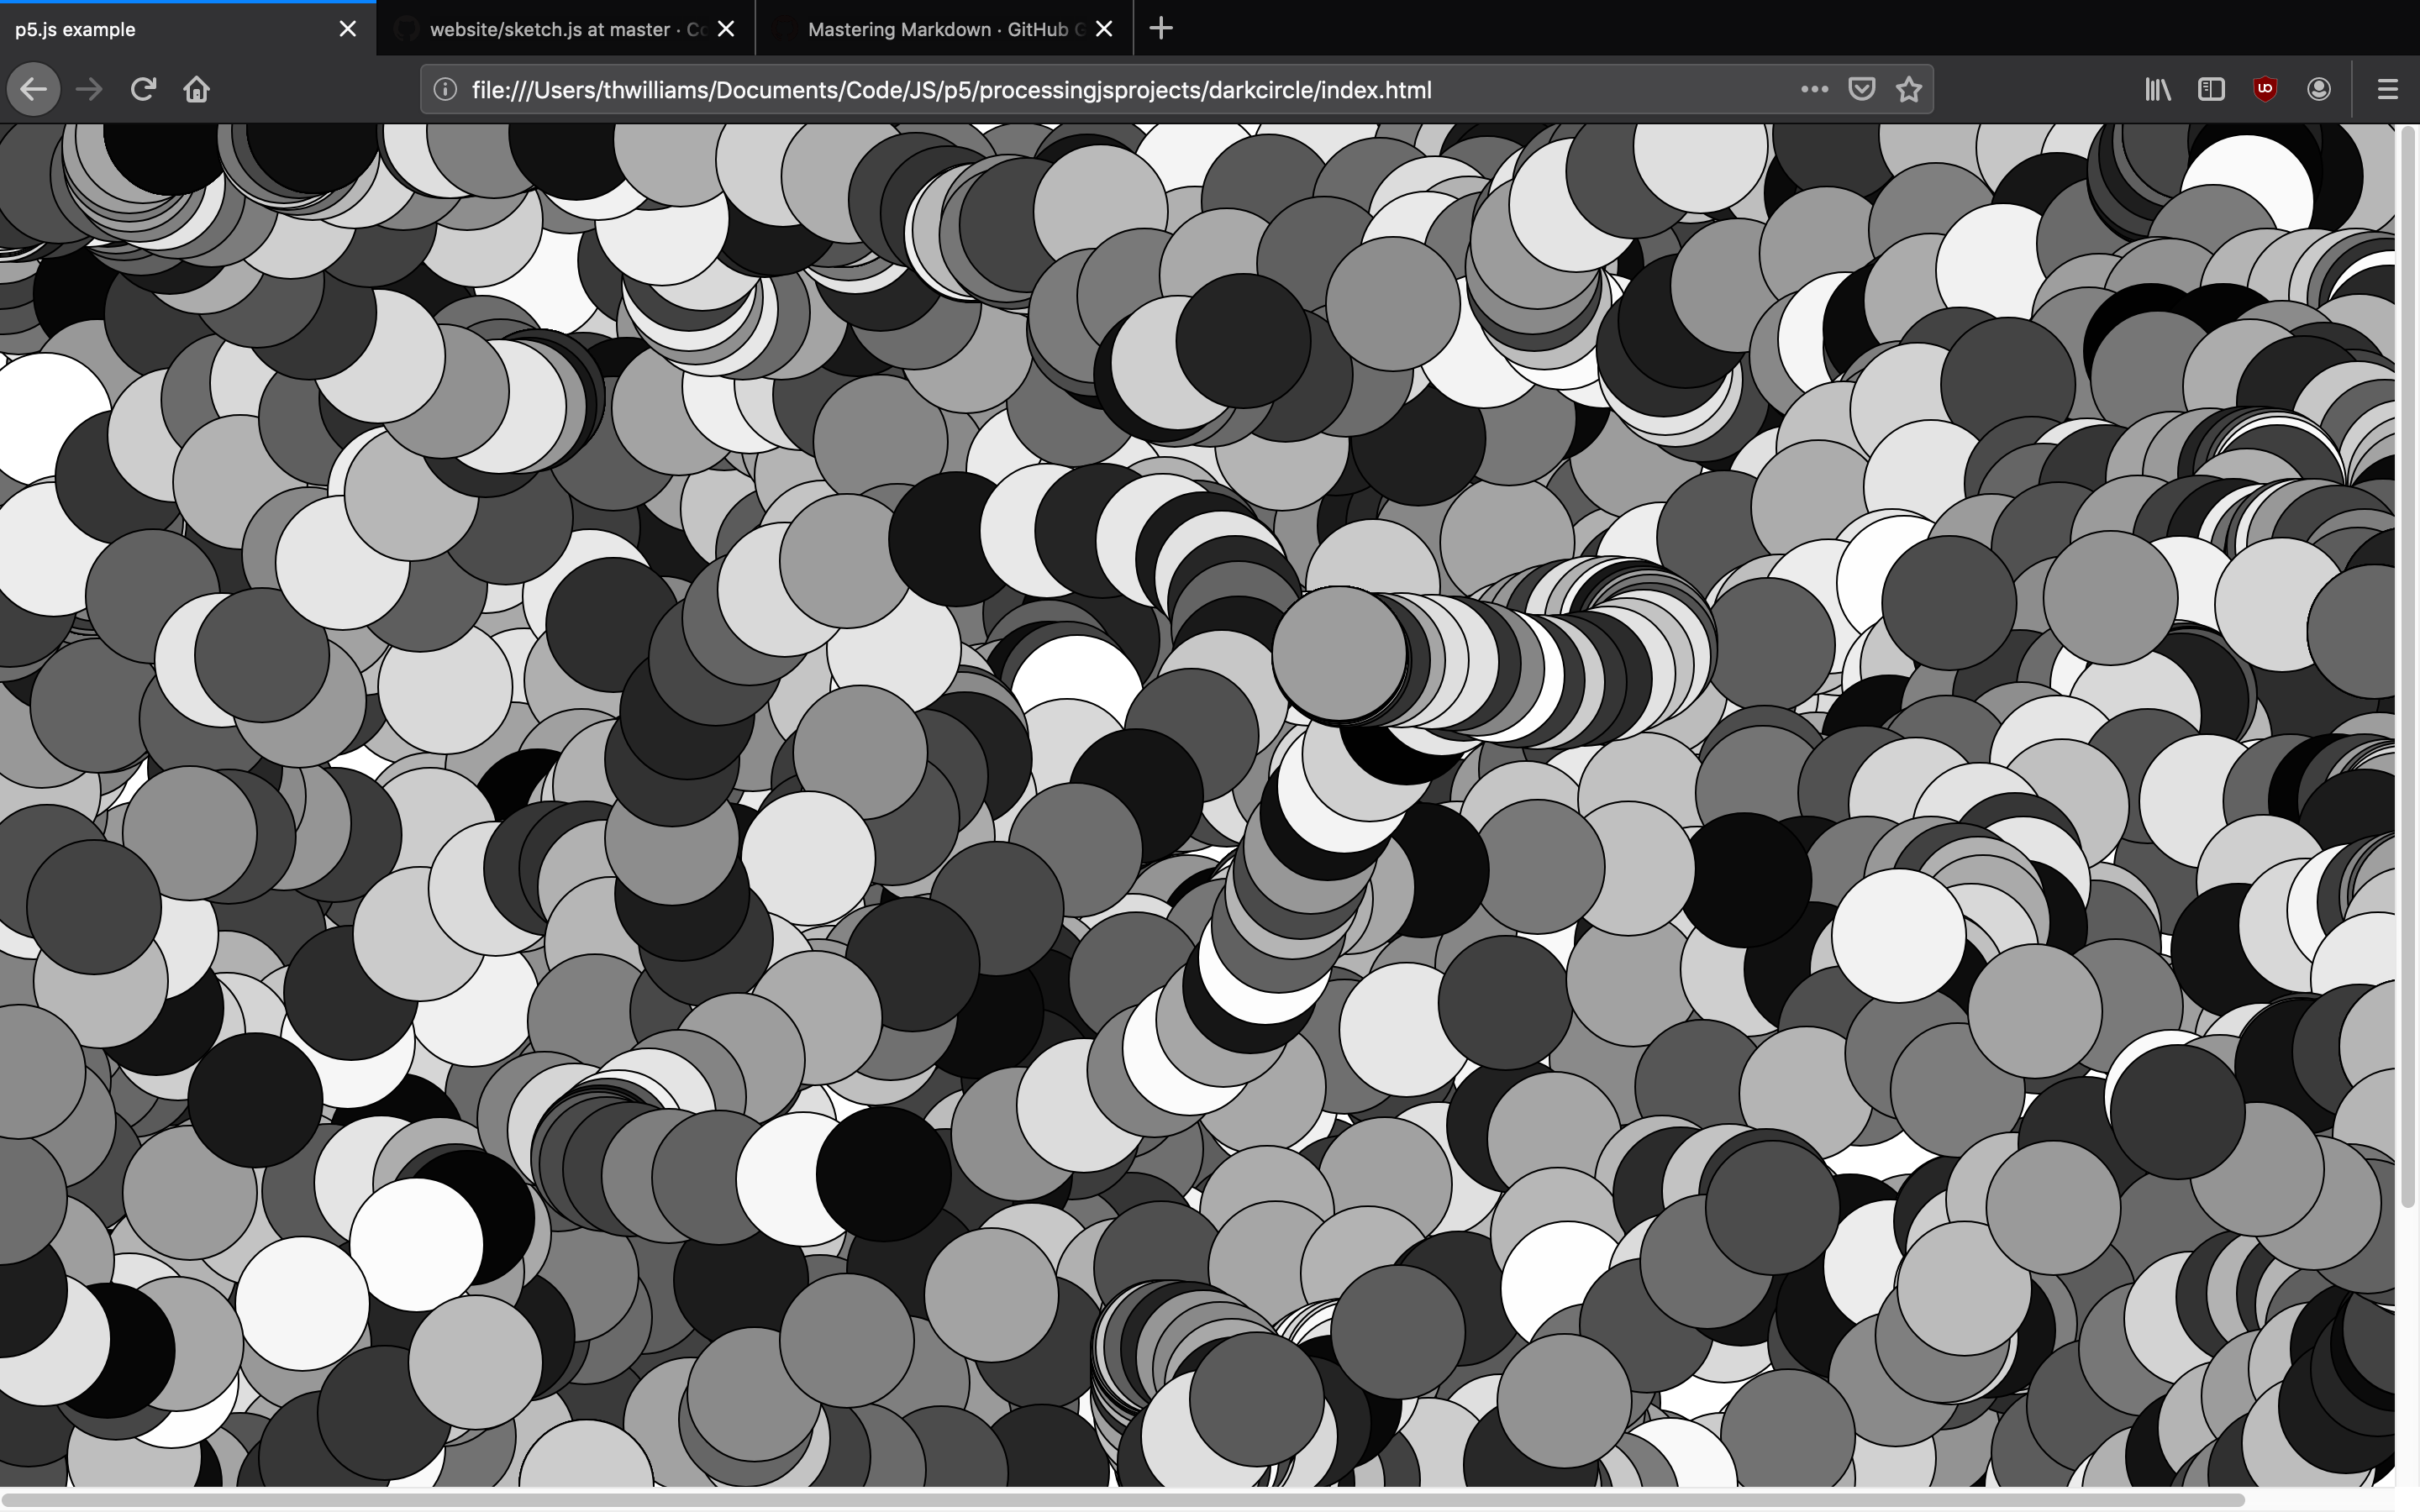 p5.js example
website/sketch.js at master · Co
Mastering Markdown · GitHub G
file:///Users/thwilliams/Documents/Code/JS/p5/processingjsprojects/darkcircle/index.html